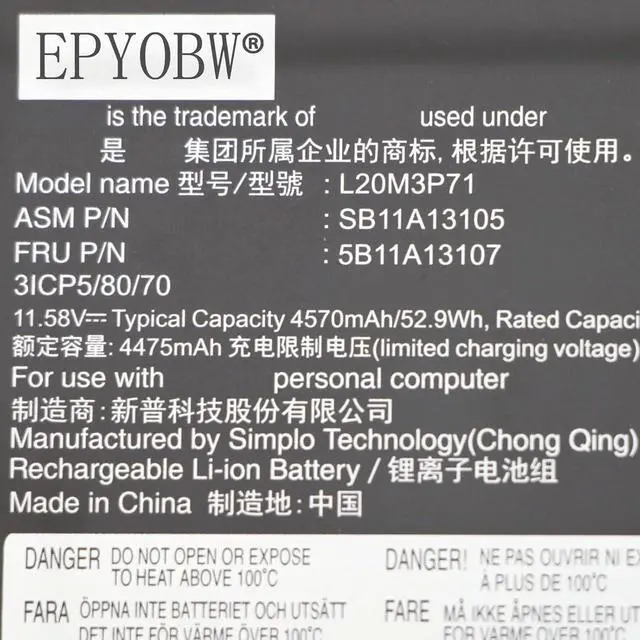 EPYOBW®
is the trademark of used under
是 集团所属企业的商标, 根据许可使用。
Model name 型号/型號 : L20M3P71
ASM P/N : SB11A13105
FRU P/N : 5B11A13107
3ICP5/80/70
11.58V⎓ Typical Capacity 4570mAh/52.9Wh, Rated Capaci
额定容量: 4475mAh 充电限制电压(limited charging voltage)
For use with personal computer
制造商: 新普科技股份有限公司
Manufactured by Simplo Technology(Chong Qing)
Rechargeable Li-ion Battery / 锂离子电池组
Made in China 制造地: 中国
DANGER DO NOT OPEN OR EXPOSE
TO HEAT ABOVE 100°C
DANGER! NE PAS OUVRIR NI EX
À PLUS DE 100°C
FARA ÖPPNA INTE BATTERIET OCH UTSÄTT
DET INTE FÖR VÄRME ÖVER 100°C
FARE MÅ IKKE ÅPNES ELLER UT
FOR VARME OVER 100°C